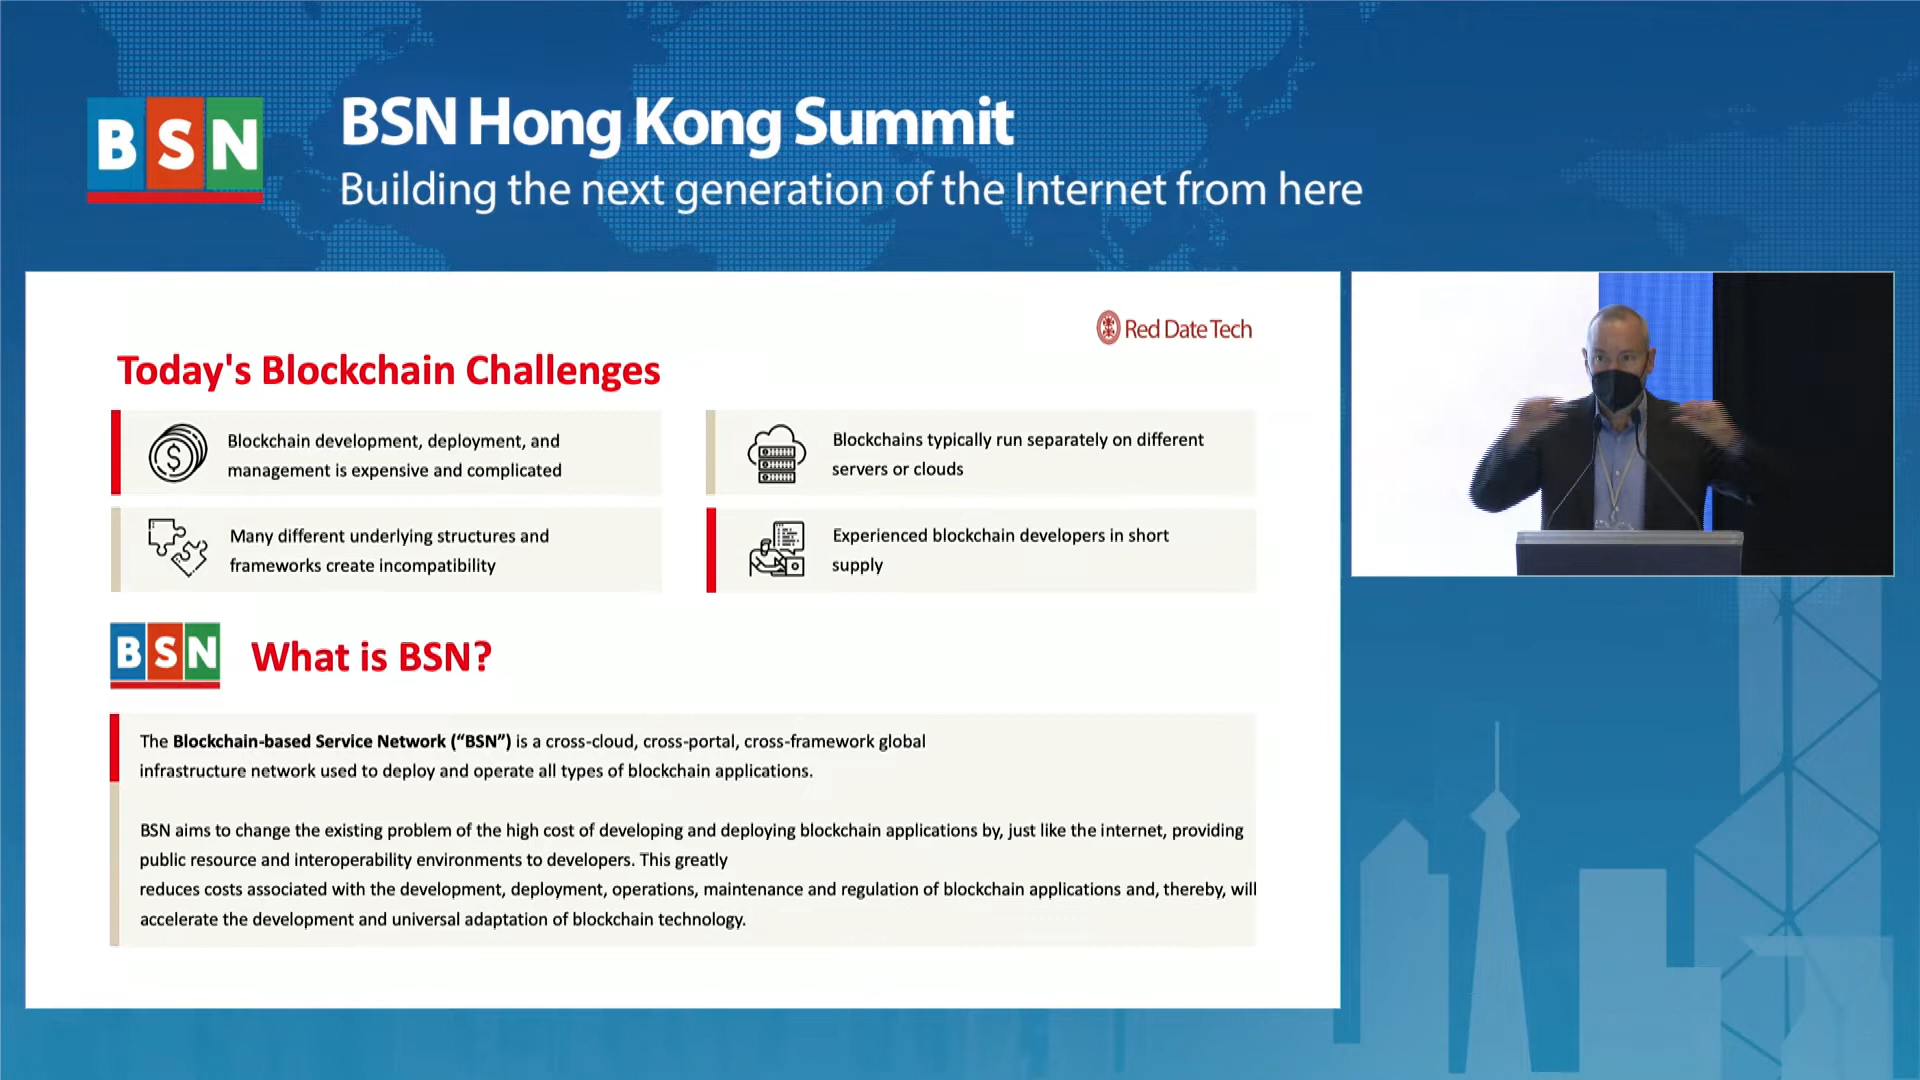 BSN
BSN Hong Kong Summit
Building the next generation of the Internet from here
Red Date Tech
Today's Blockchain Challenges
Blockchain development, deployment, and
management is expensive and complicated
Blockchains typically run separately on different
servers or clouds
Many different underlying structures and
frameworks create incompatibility
Experienced blockchain developers in short
supply
BSN
What is BSN?
The Blockchain-based Service Network (“BSN”) is a cross-cloud, cross-portal, cross-framework global
infrastructure network used to deploy and operate all types of blockchain applications.
BSN aims to change the existing problem of the high cost of developing and deploying blockchain applications by, just like the internet, providing
public resource and interoperability environments to developers. This greatly
reduces costs associated with the development, deployment, operations, maintenance and regulation of blockchain applications and, thereby, will
accelerate the development and universal adaptation of blockchain technology.